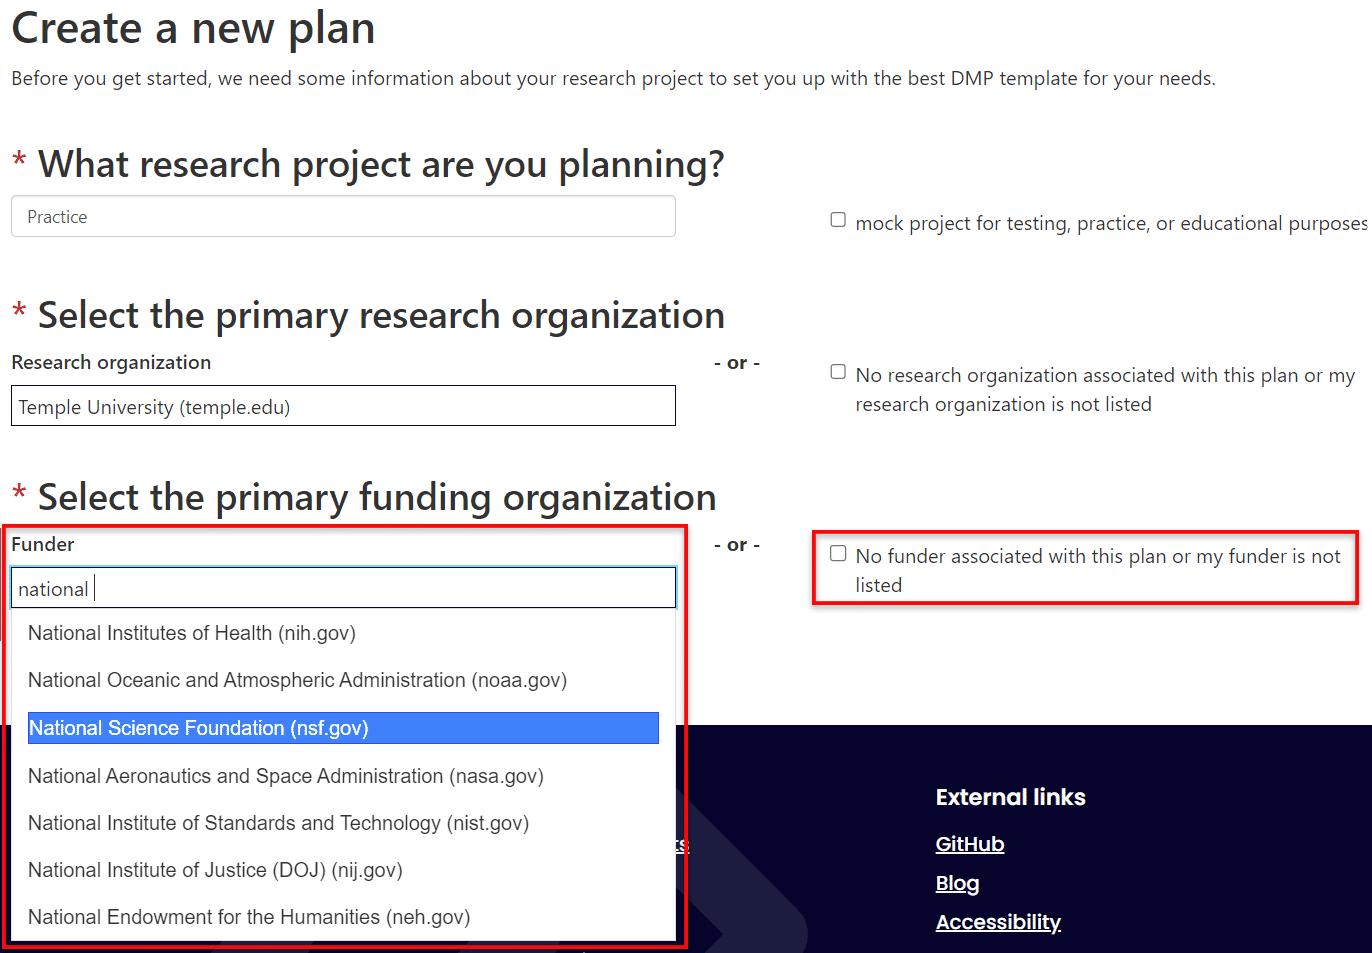 Create a new plan
Before you get started, we need some information about your research project to set you up with the best DMP template for your needs.
* What research project are you planning?
Practice
mock project for testing, practice, or educational purposes
* Select the primary research organization
Research organization
- or -
No research organization associated with this plan or my
research organization is not listed
Temple University (temple.edu)
* Select the primary funding organization
Funder
- or -
No funder associated with this plan or my funder is not
listed
national
National Institutes of Health (nih.gov)
National Oceanic and Atmospheric Administration (noaa.gov)
National Science Foundation (nsf.gov)
National Aeronautics and Space Administration (nasa.gov)
National Institute of Standards and Technology (nist.gov)
National Institute of Justice (DOJ) (nij.gov)
National Endowment for the Humanities (neh.gov)
External links
GitHub
Blog
Accessibility